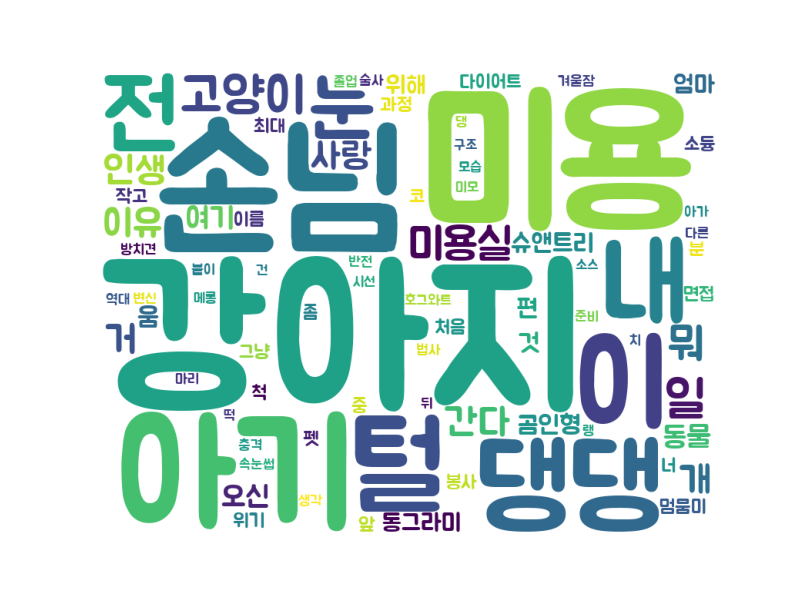 전
고양이
눈
졸업
술사
위해
과정
다이어트
겨울잠
엄마
최대
손님
사랑
미용
댕
구조
모습
미모
소둥
인생
작고
이유
여기
이름
코
아가
방치견
미용실
슈앤트리
다른
분
강아지
붙이
건
반전
시선
소스
내
역대
변신
메롱
호그와트
면접
움
좀
처음
편
것
준비
거
그냥
법사
치
이
뭐
마리
척
뒤
일
아기
떡
중
털
간다
곰인형
램
동물
충격
펫
속눈썹
댕댕
너
개
오신
생각
봉사
위기
앞
동그라미
멈뭄미